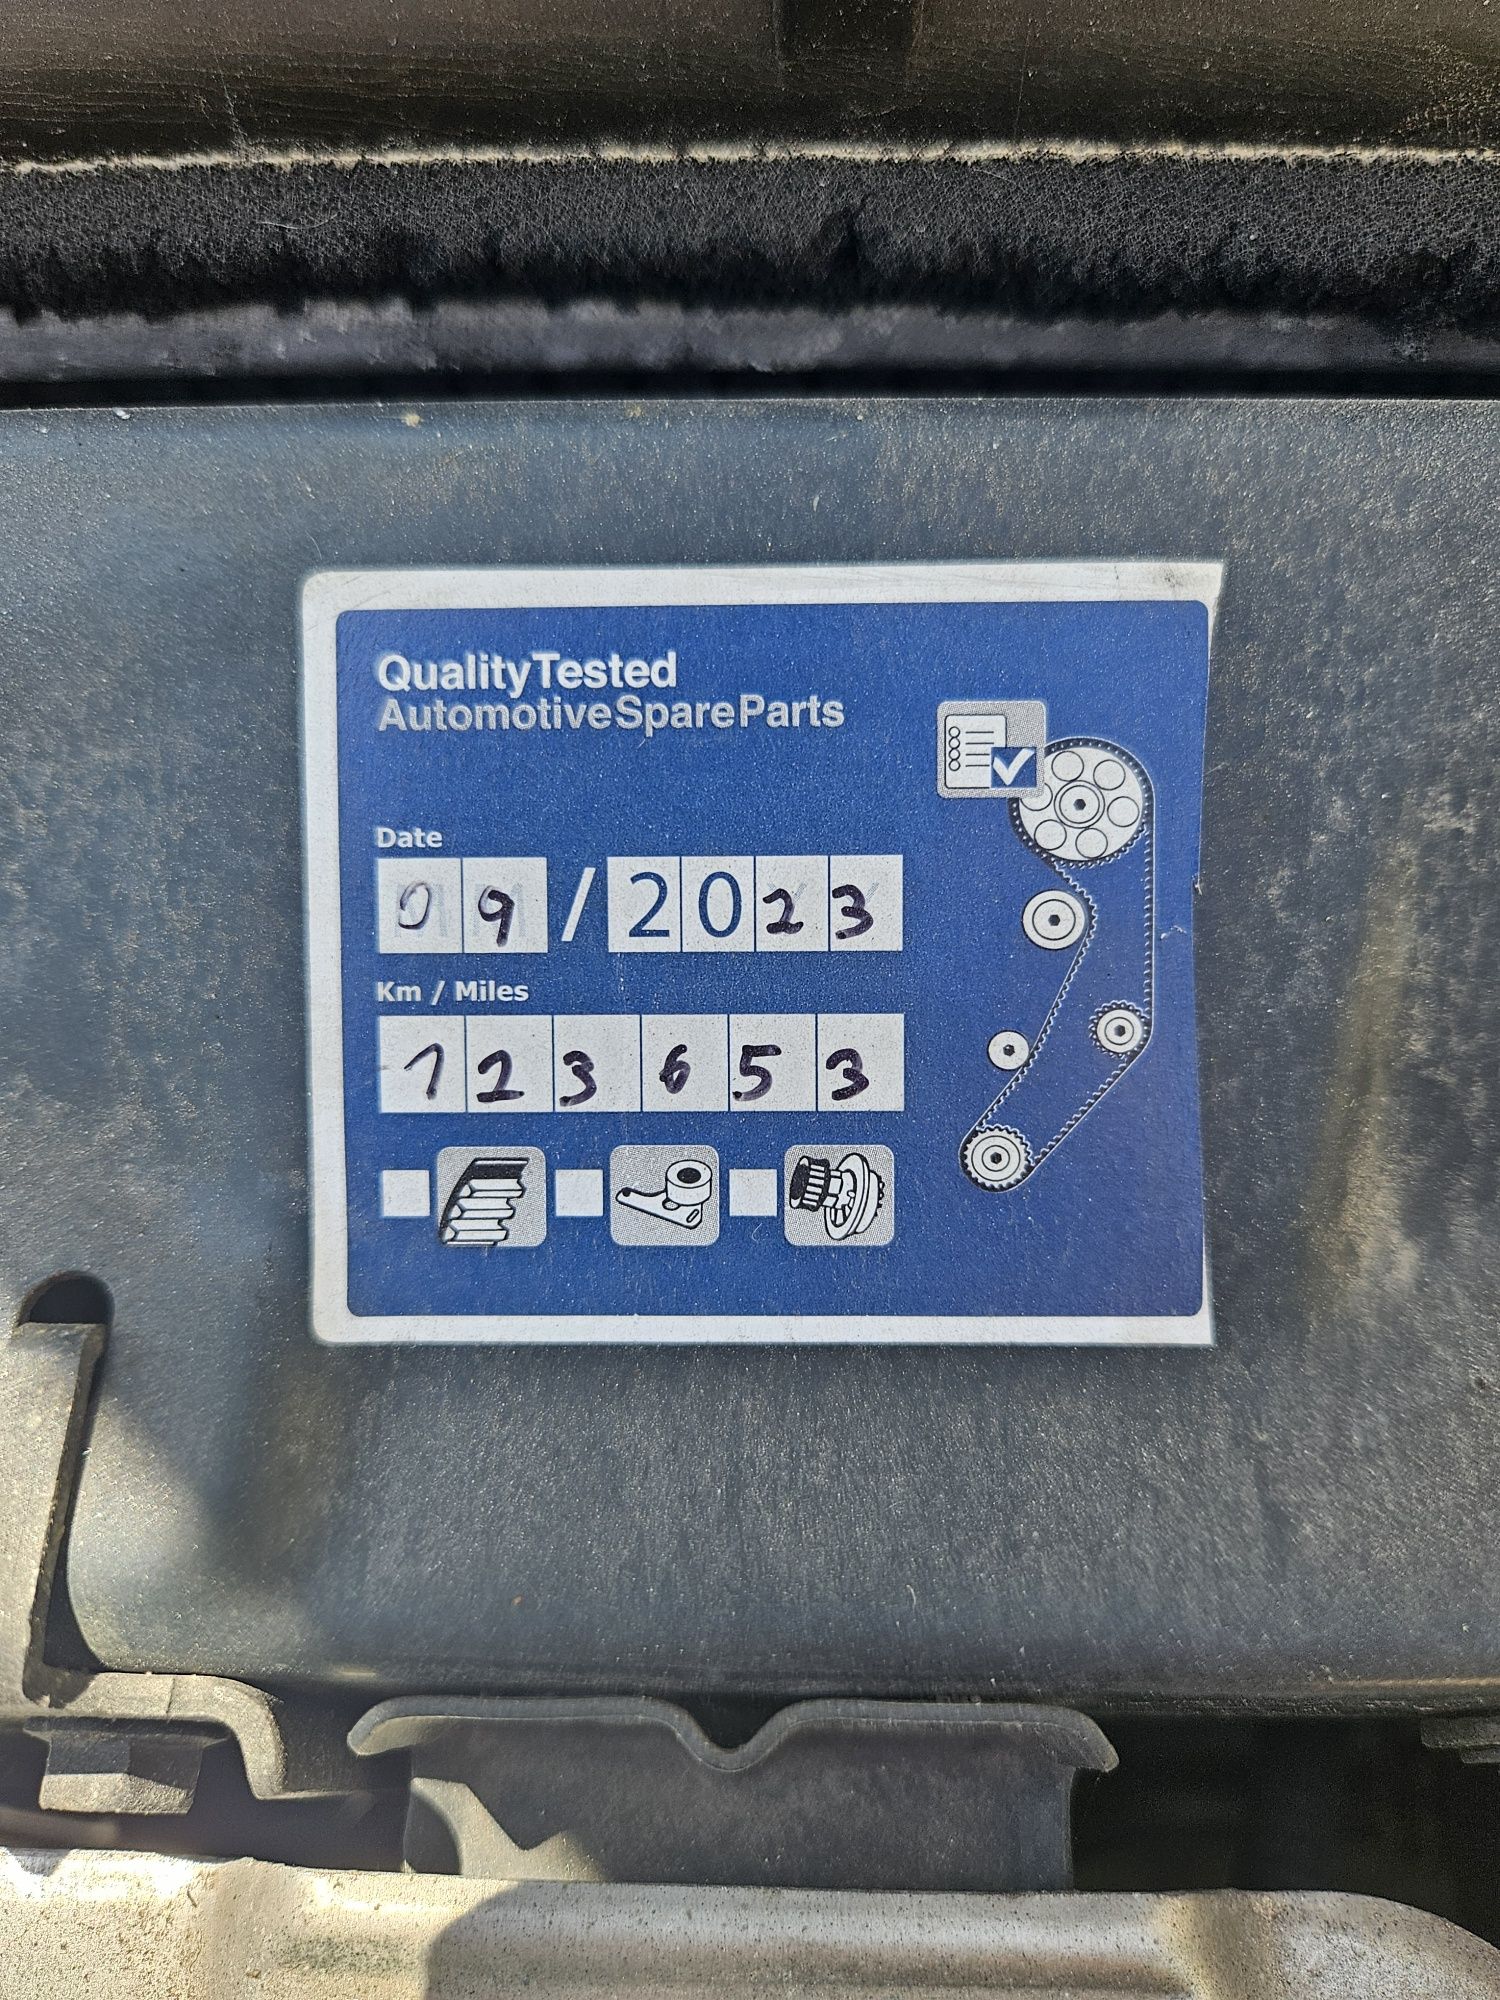 QualityTested
AutomotiveSpareParts
Date
09/2023
Km / Miles
123653